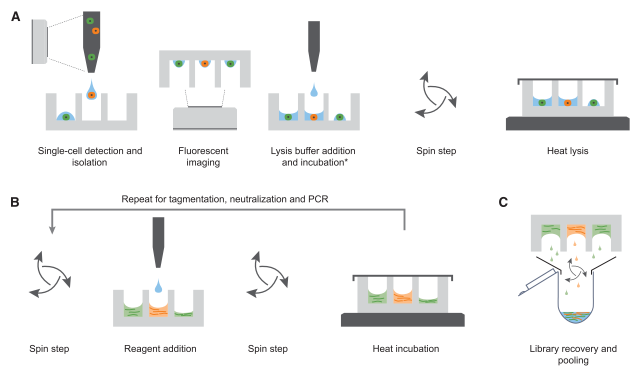 A
Single-cell detection and
isolation
Fluorescent
imaging
Lysis buffer addition
and incubation*
Spin step
Heat lysis
B
Repeat for tagmentation, neutralization and PCR
Spin step
Reagent addition
Spin step
Heat incubation
C
Library recovery and
pooling